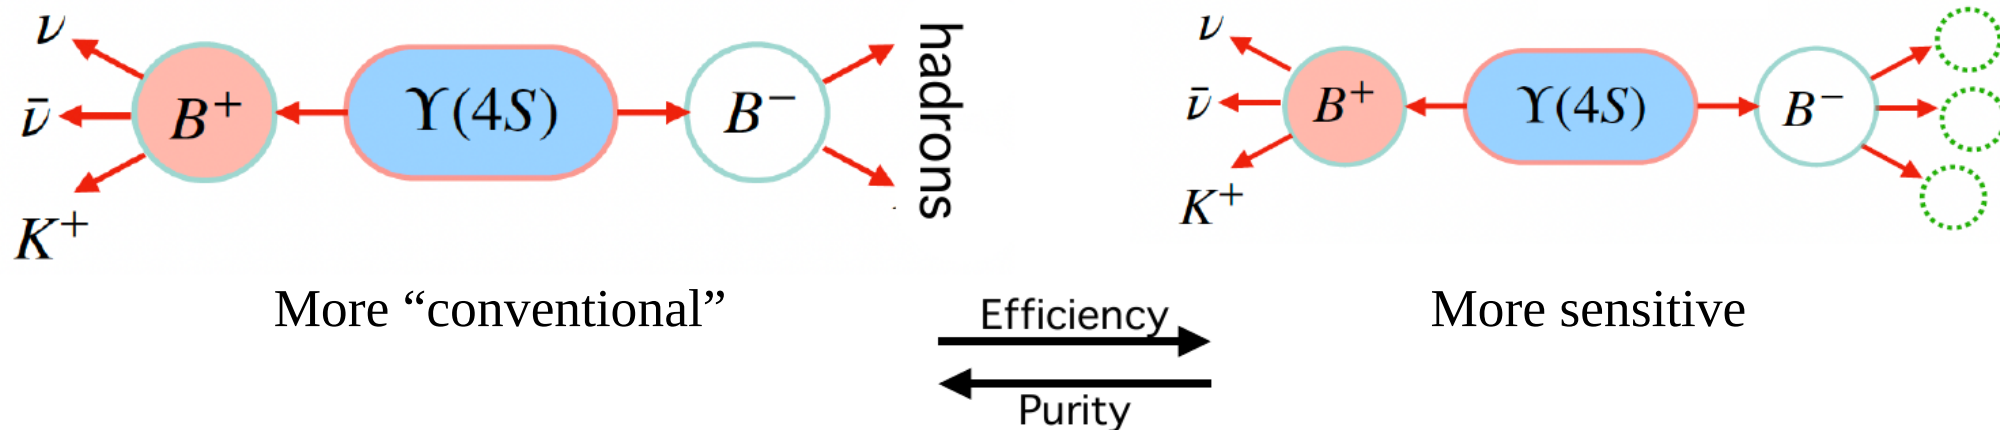 ν
ν̄
K⁺
B⁺
ϒ(4S)
B⁻
hadrons
More “conventional”
Efficiency
Purity
ν
ν̄
K⁺
B⁺
ϒ(4S)
B⁻
More sensitive